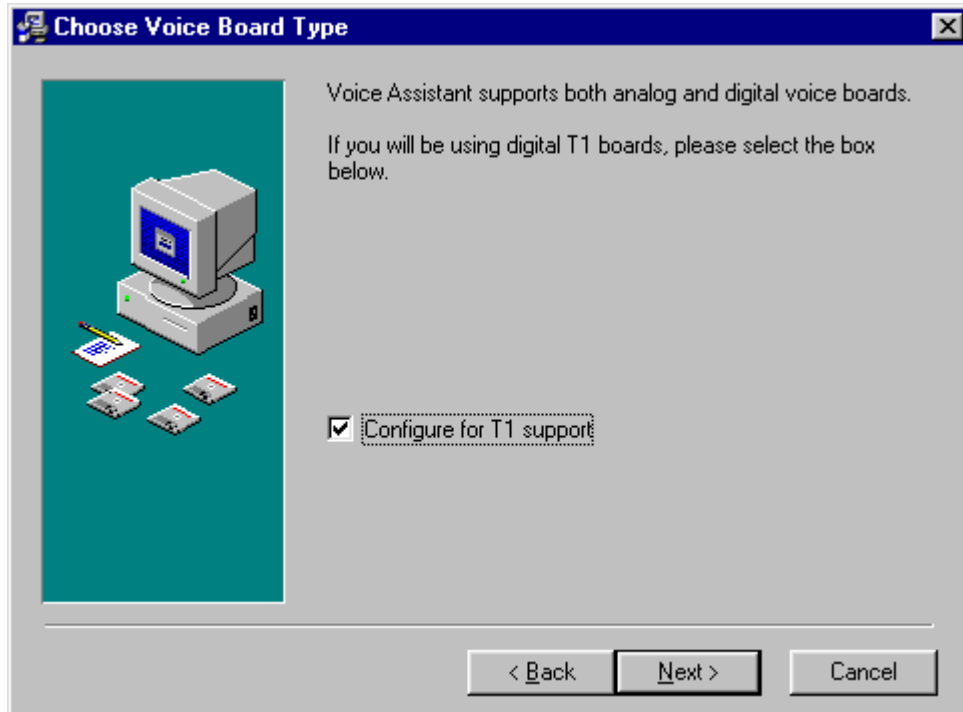 Choose Voice Board Type
Voice Assistant supports both analog and digital voice boards.
If you will be using digital T1 boards, please select the box
below.
Configure for T1 support
< Back
Next >
Cancel